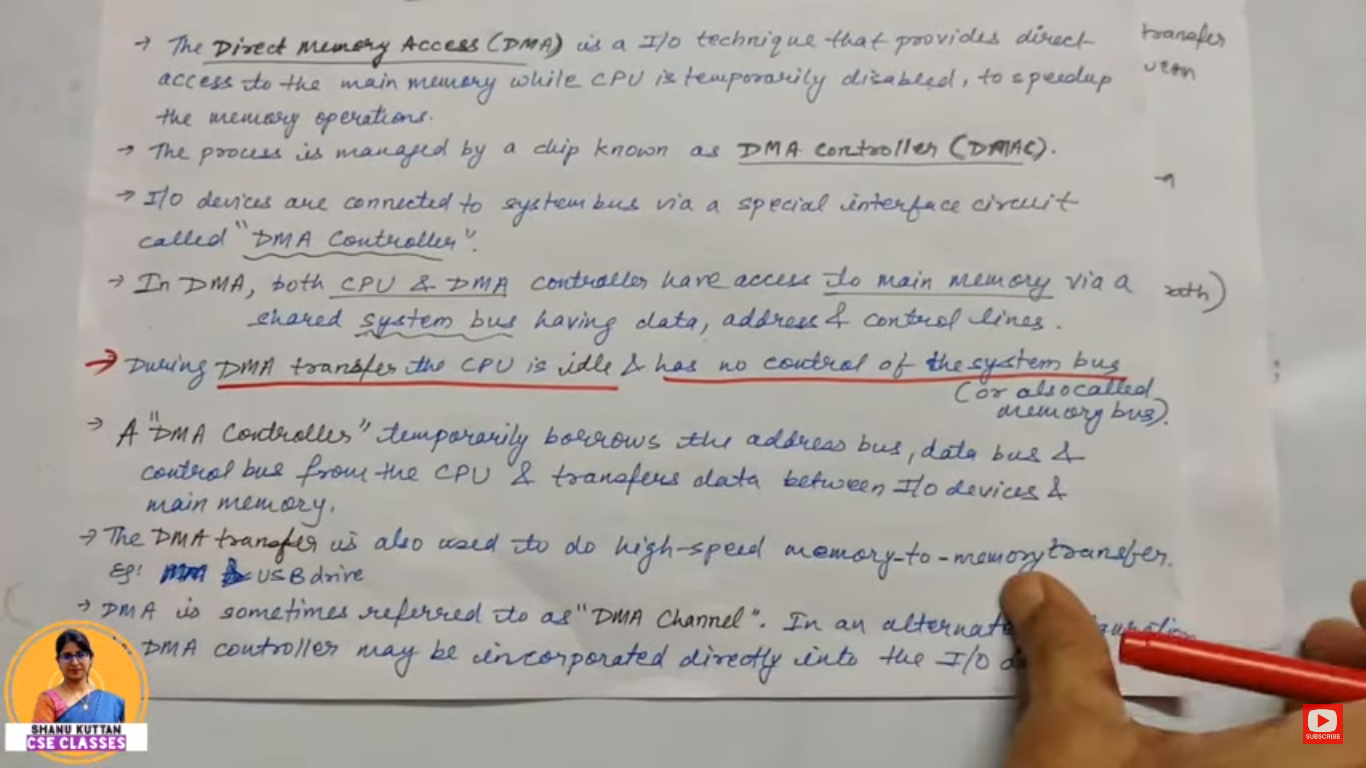 → The Direct Memory Access (DMA) is a I/O technique that provides direct
access to the main memory while CPU is temporarily disabled, to speedup
the memory operations.
→ The process is managed by a chip known as DMA Controller (DMAC).
→ I/O devices are connected to system bus via a special interface circuit
called "DMA Controller".
→ In DMA, both CPU & DMA controller have access to main memory via a
shared system bus having data, address & control lines.
→ During DMA transfer the CPU is idle & has no control of the system bus
(or also called
memory bus).
→ A "DMA Controller" temporarily borrows the address bus, data bus &
control bus from the CPU & transfers data between I/O devices &
main memory.
→ The DMA transfer is also used to do high-speed memory-to-memory transfer.
Eg: USB drive
→ DMA is sometimes referred to as "DMA Channel". In an alternate
DMA controller may be incorporated directly into the I/O
transfer
SHANU KUTTAN
CSE CLASSES
SUBSCRIBE